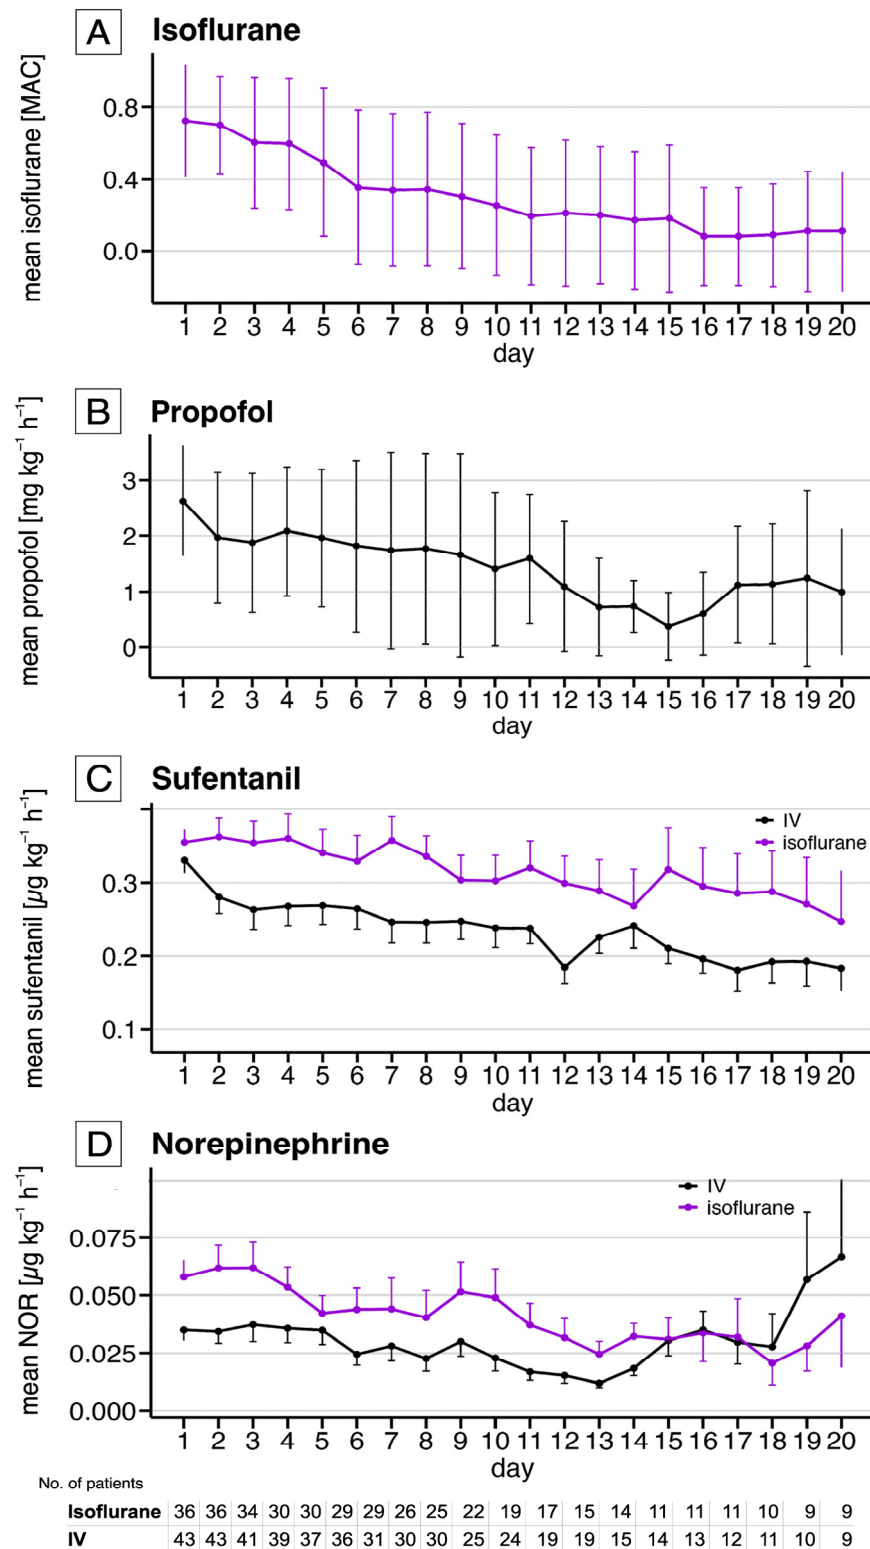 A Isoflurane
mean isoflurane [MAC]
0.8
0.4
0.0
1 2 3 4 5 6 7 8 9 10 11 12 13 14 15 16 17 18 19 20
day
B Propofol
mean propofol [mg kg⁻¹ h⁻¹]
3
2
1
0
1 2 3 4 5 6 7 8 9 10 11 12 13 14 15 16 17 18 19 20
day
C Sufentanil
mean sufentanil [µg kg⁻¹ h⁻¹]
IV
isoflurane
0.3
0.2
0.1
1 2 3 4 5 6 7 8 9 10 11 12 13 14 15 16 17 18 19 20
day
D Norepinephrine
mean NOR [µg kg⁻¹ h⁻¹]
IV
isoflurane
0.075
0.050
0.025
0.000
1 2 3 4 5 6 7 8 9 10 11 12 13 14 15 16 17 18 19 20
day
No. of patients
Isoflurane 36 36 34 30 30 29 29 26 25 22 19 17 15 14 11 11 11 10 9 9
IV 43 43 41 39 37 36 31 30 30 25 24 19 19 15 14 13 12 11 10 9